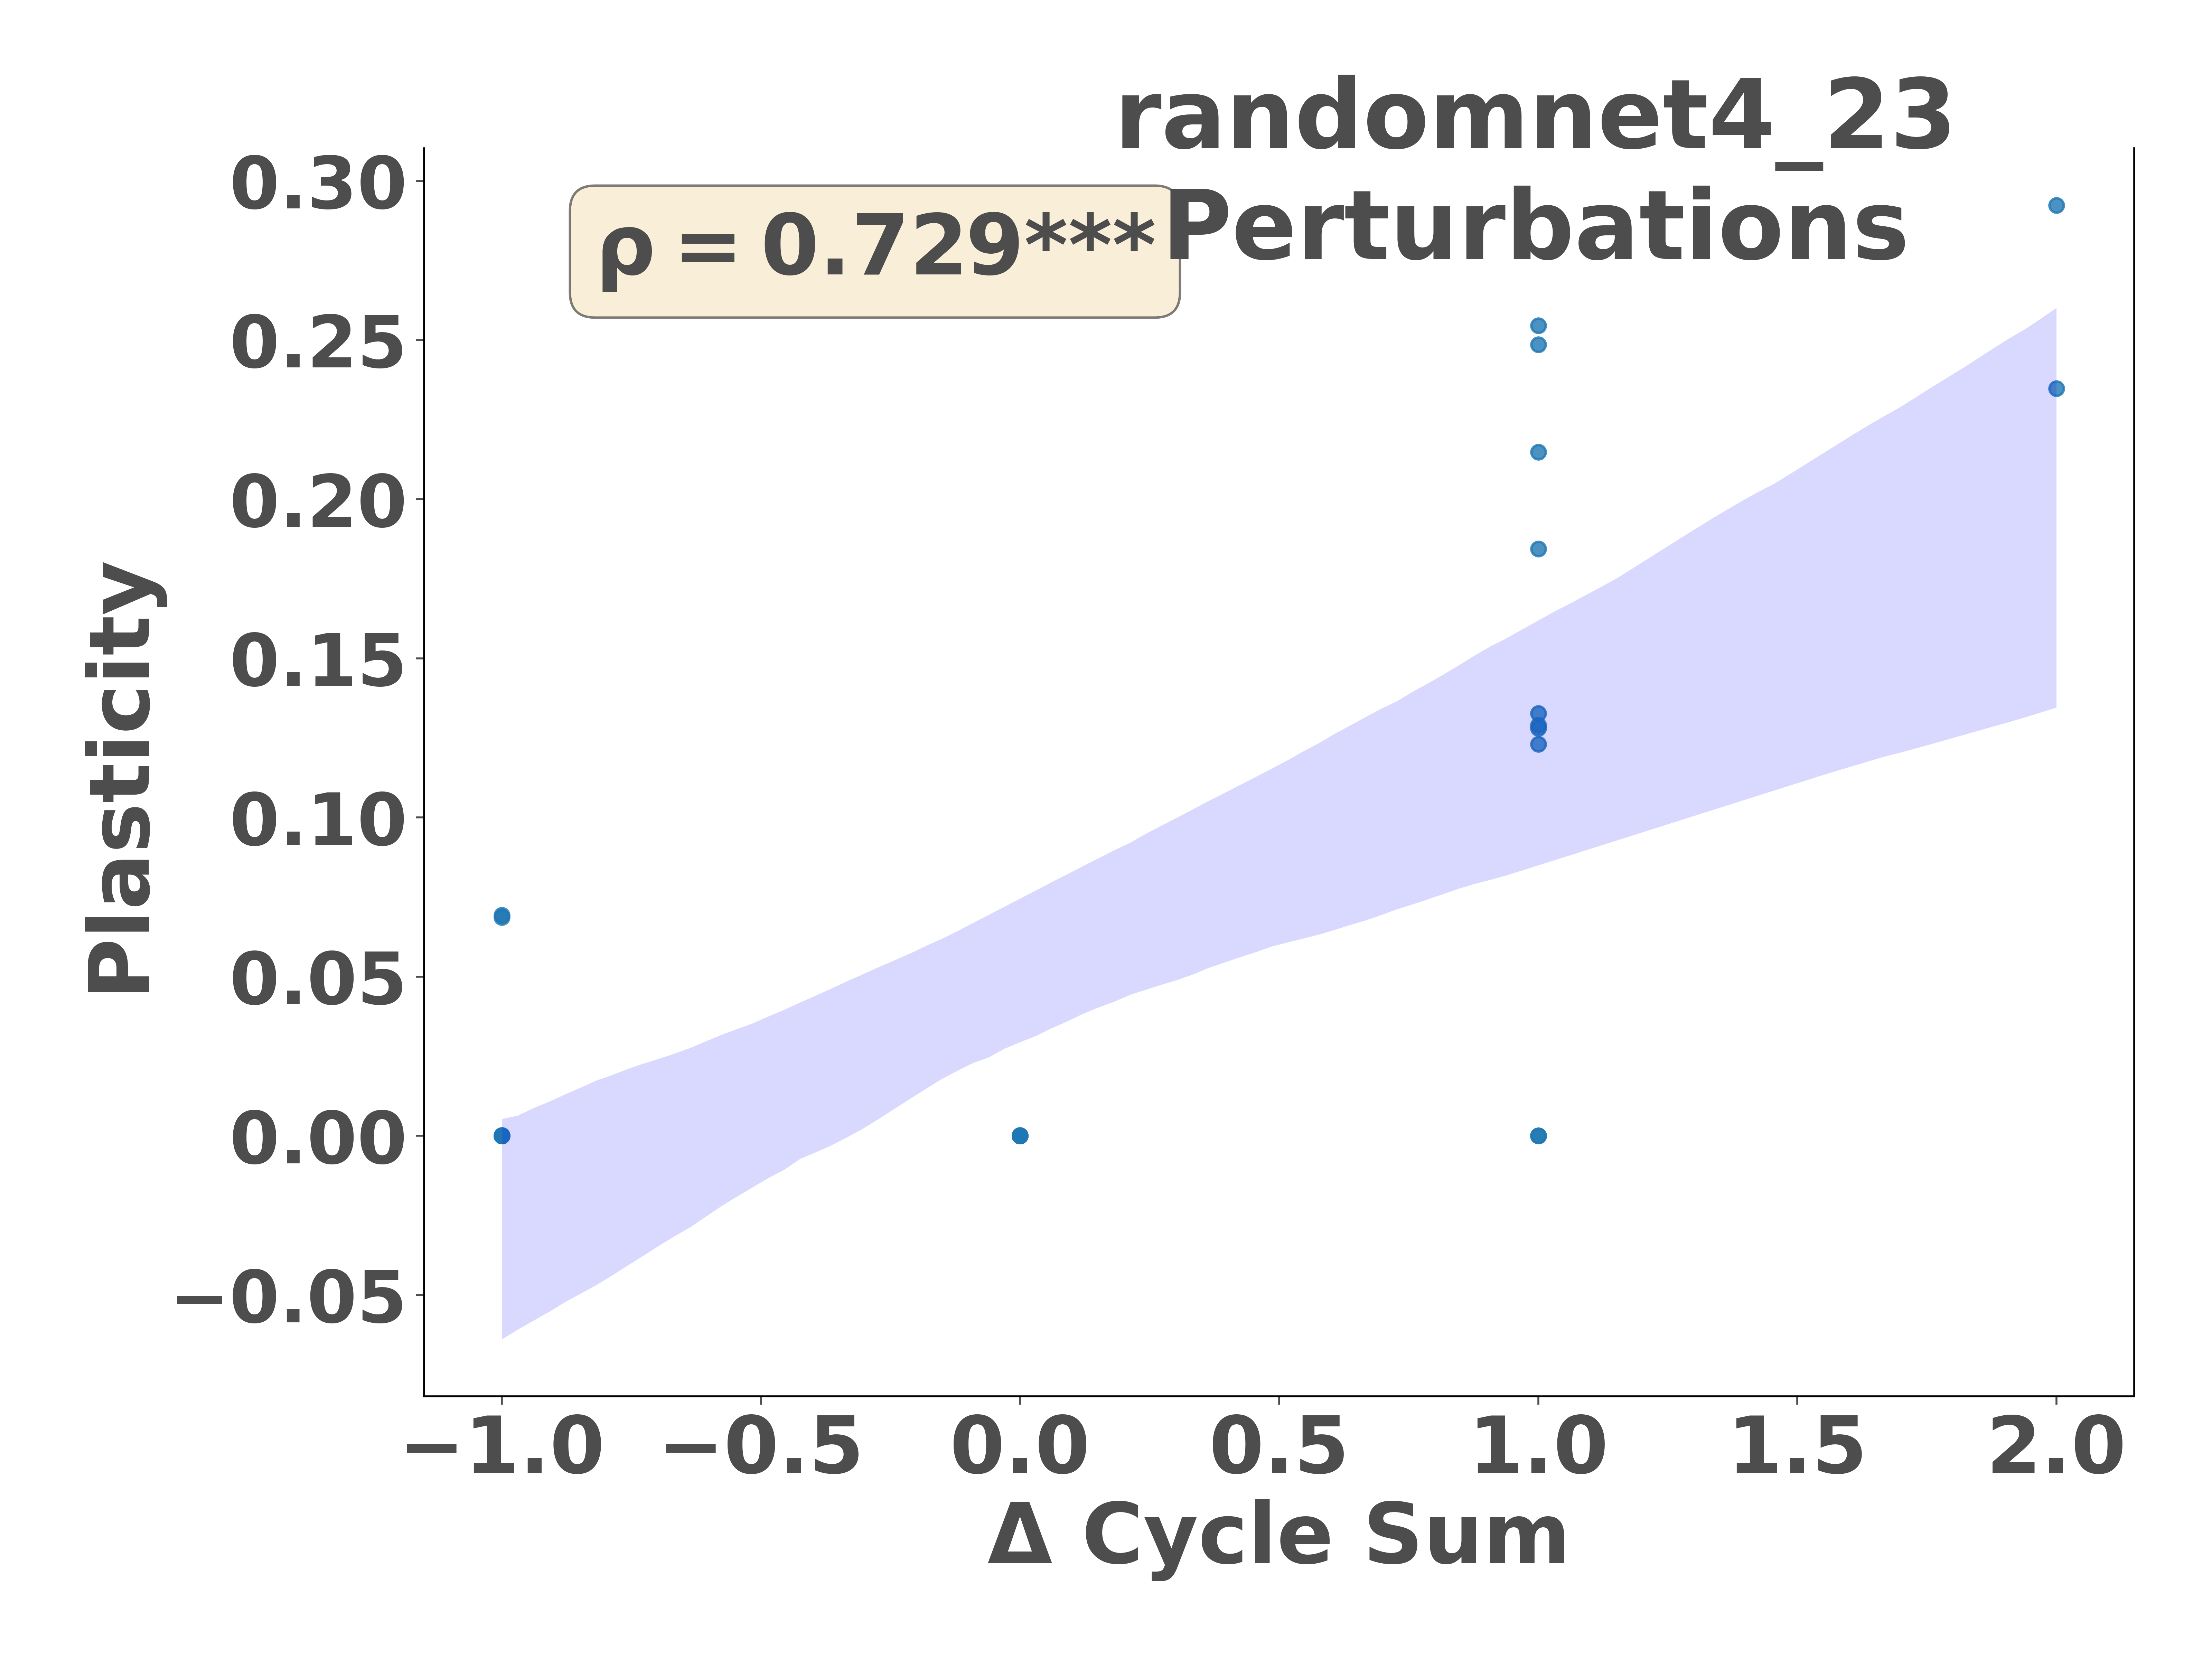 randomnet4_23
Perturbations
ρ = 0.729***
0.30
0.25
0.20
0.15
0.10
0.05
0.00
−0.05
Plasticity
−1.0 −0.5 0.0 0.5 1.0 1.5 2.0
Δ Cycle Sum